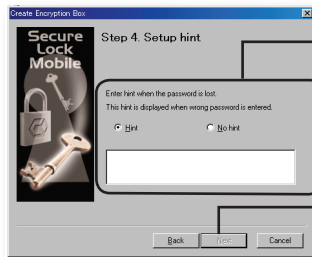 Create Encryption Box
Secure
Lock
Mobile
Step 4. Setup hint
Enter hint when the password is lost.
This hint is displayed when wrong password is entered.
Hint
No hint
Back
Next
Cancel